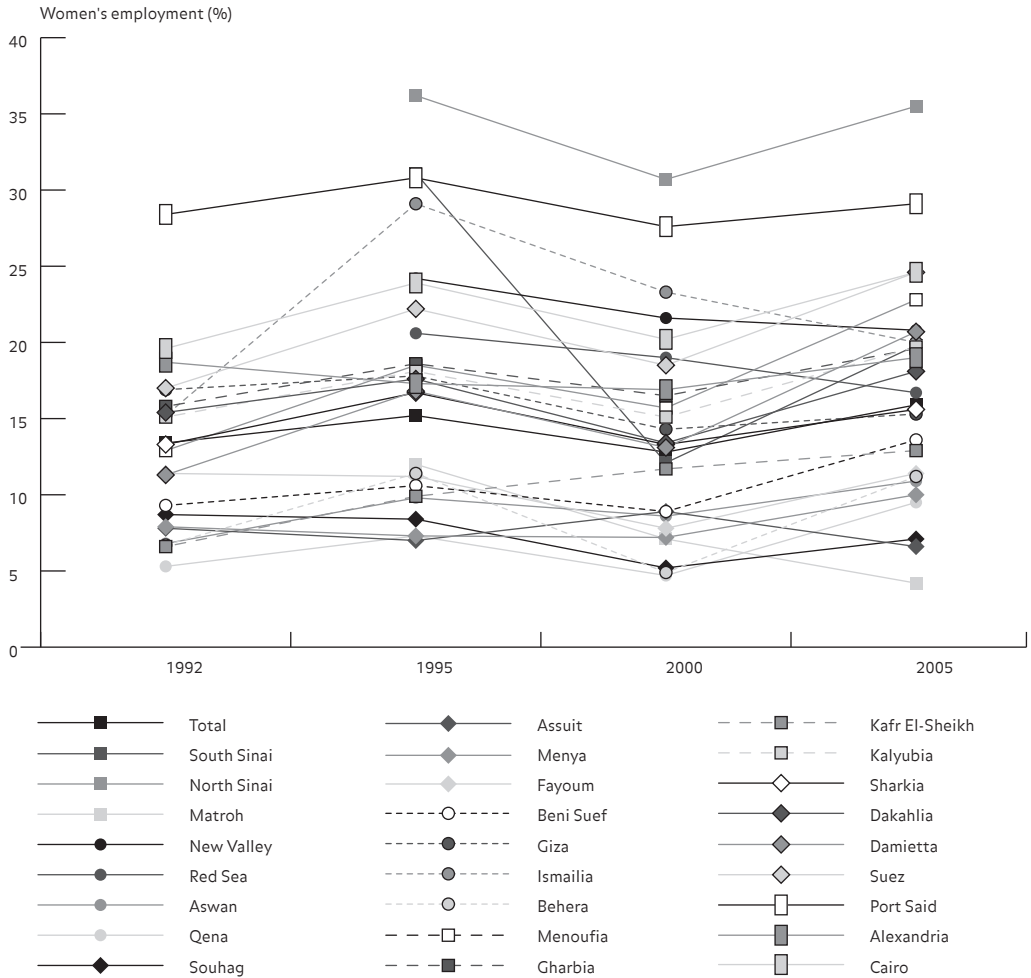 Women's employment (%)
40
35
30
25
20
15
10
5
0
1992 1995 2000 2005
Total Assuit Kafr El-Sheikh
South Sinai Menya Kalyubia
North Sinai Fayoum Sharkia
Matroh Beni Suef Dakahlia
New Valley Giza Damietta
Red Sea Ismailia Suez
Aswan Behera Port Said
Qena Menoufia Alexandria
Souhag Gharbia Cairo